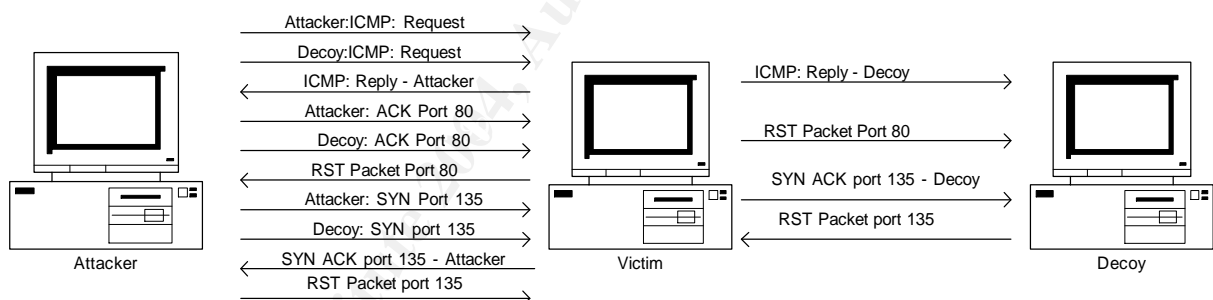 Attacker:ICMP: Request
Decoy:ICMP: Request
ICMP: Reply - Attacker
Attacker: ACK Port 80
Decoy: ACK Port 80
RST Packet Port 80
Attacker: SYN Port 135
Decoy: SYN port 135
SYN ACK port 135 - Attacker
RST Packet port 135
ICMP: Reply - Decoy
RST Packet Port 80
SYN ACK port 135 - Decoy
RST Packet port 135
Attacker
Victim
Decoy
2004, Au